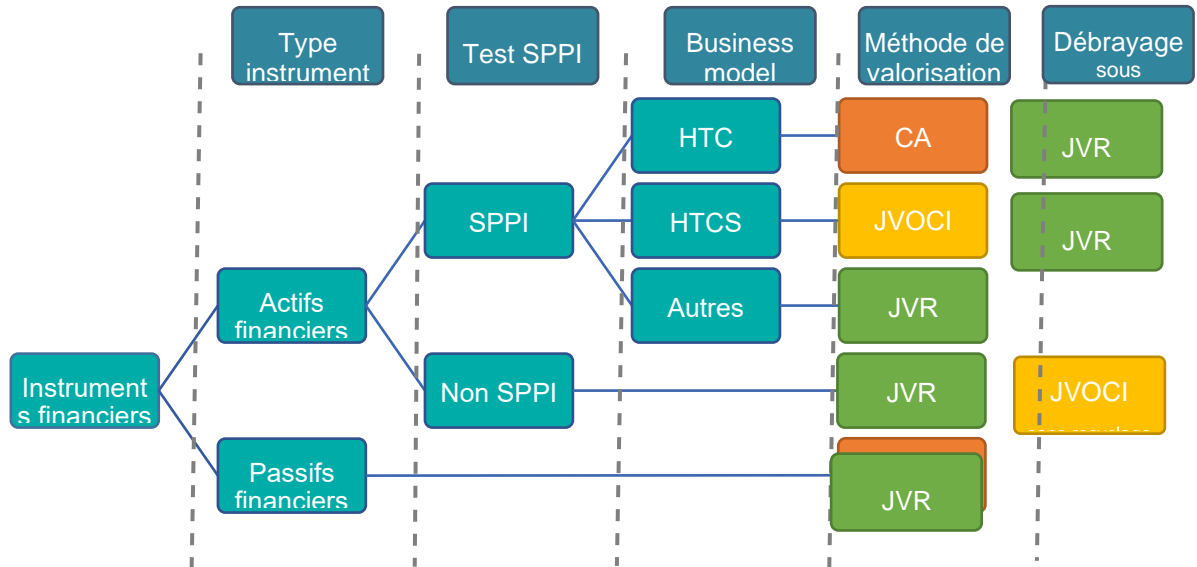 Type
instrument
Test SPPI
Business
model
Méthode de
valorisation
Débrayage
sous
HTC
CA
JVR
SPPI
HTCS
JVOCI
JVR
Actifs
financiers
Autres
JVR
Instrument
s financiers
Non SPPI
JVR
JVOCI
Passifs
financiers
JVR